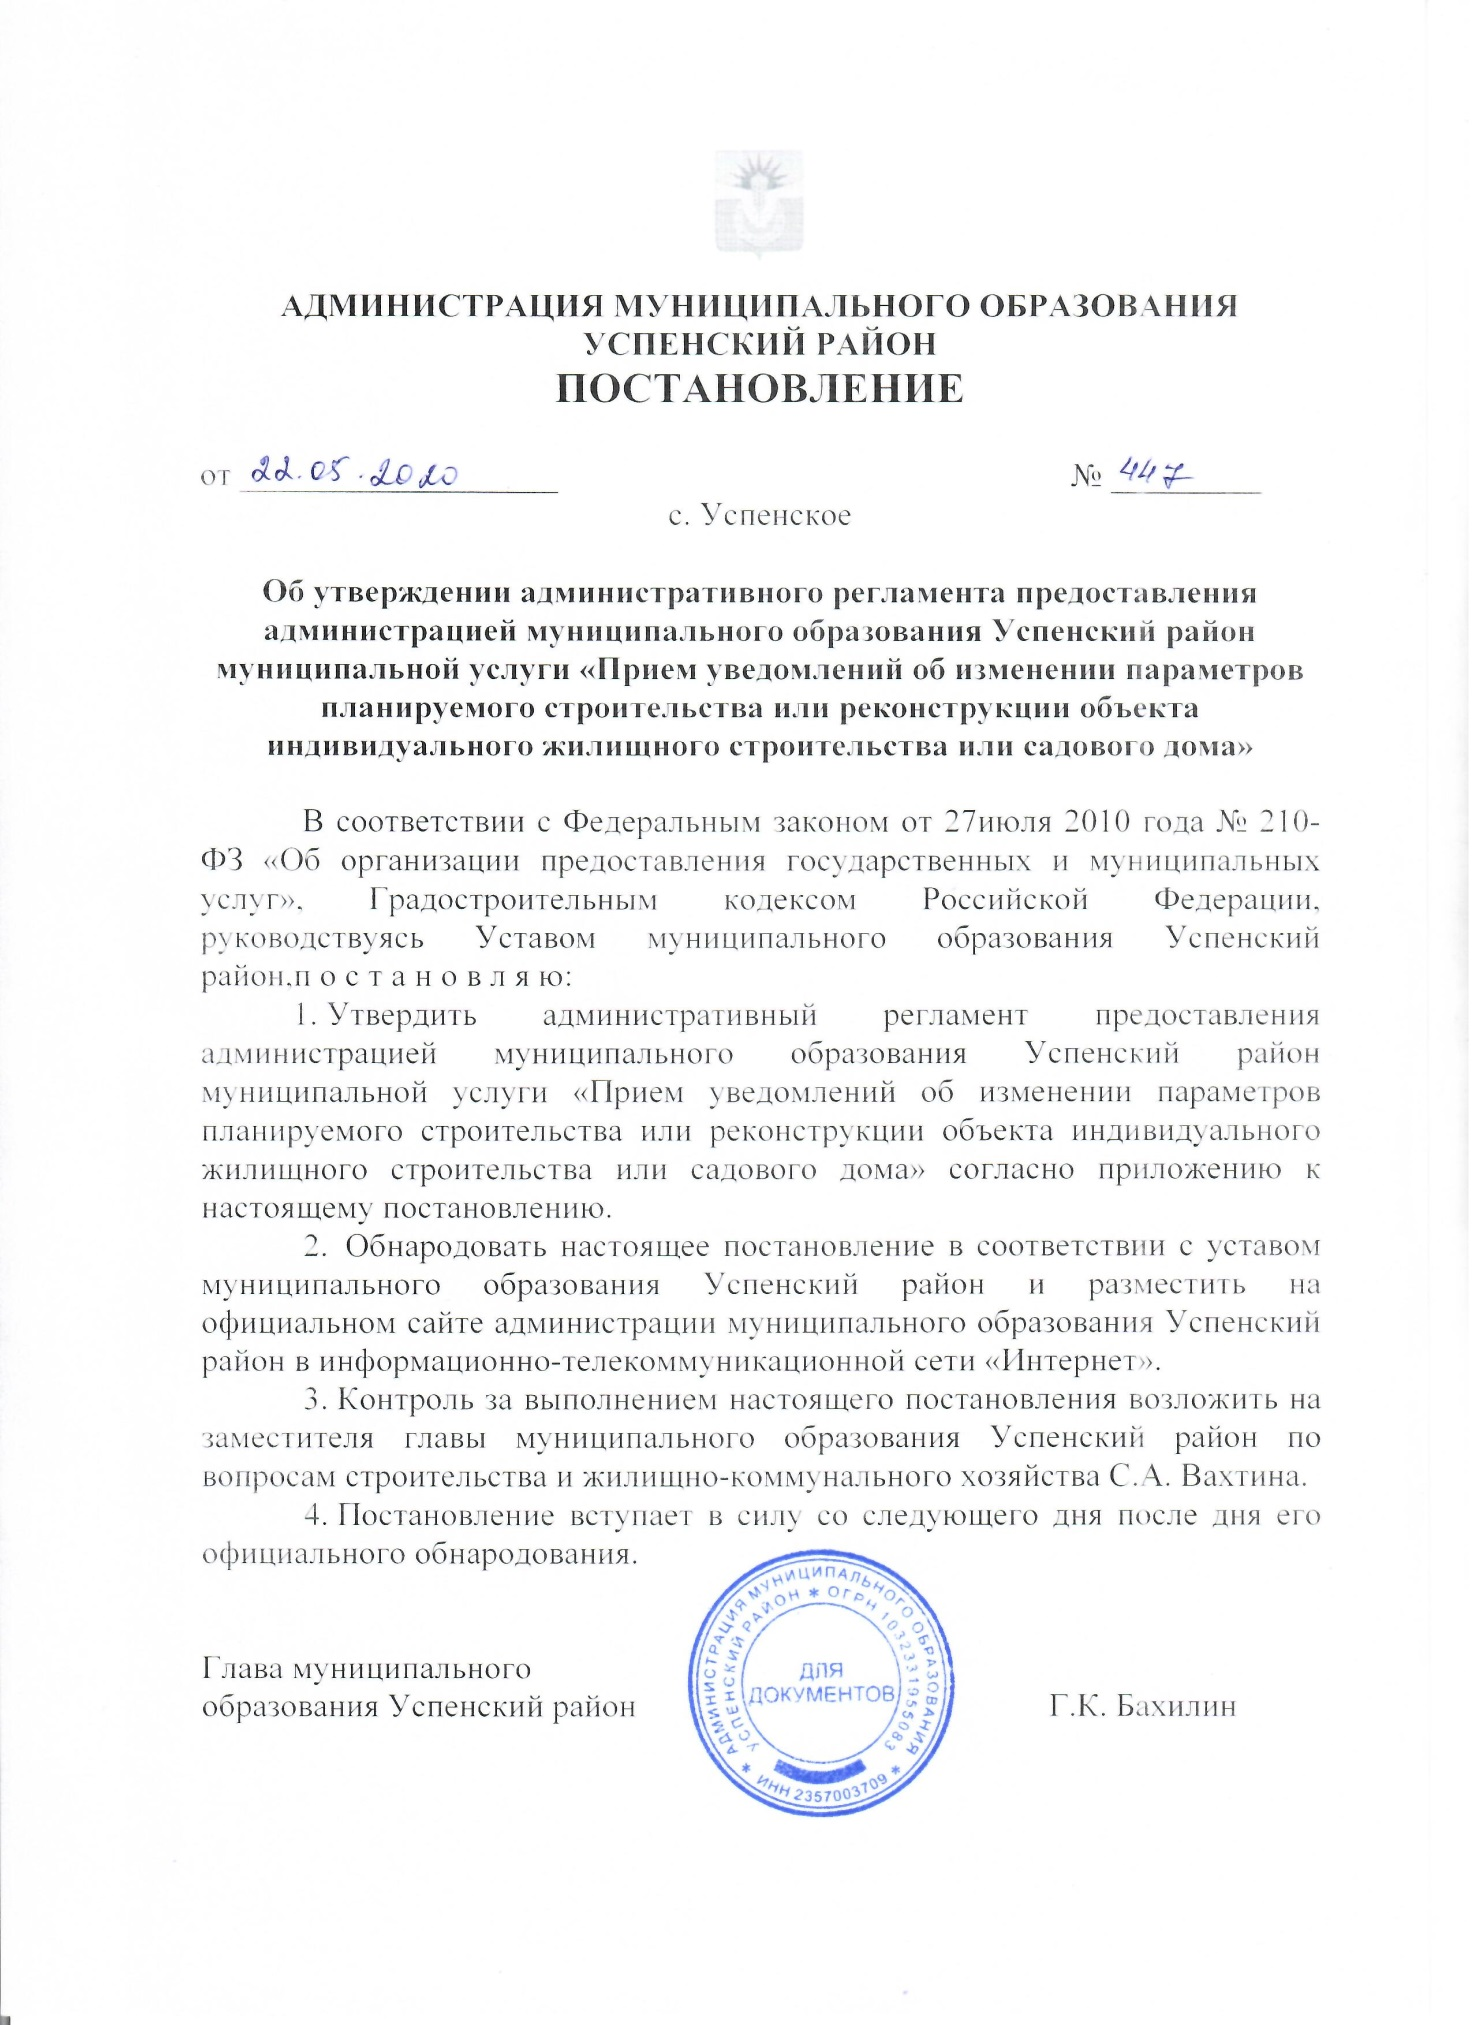 АДМИНИСТРАЦИЯ МУНИЦИПАЛЬНОГО ОБРАЗОВАНИЯ
УСПЕНСКИЙ РАЙОН
ПОСТАНОВЛЕНИЕ
от 22.05.2020 № 447
с. Успенское
Об утверждении административного регламента предоставления
администрацией муниципального образования Успенский район
муниципальной услуги «Прием уведомлений об изменении параметров
планируемого строительства или реконструкции объекта
индивидуального жилищного строительства или садового дома»
В соответствии с Федеральным законом от 27июля 2010 года № 210-
ФЗ «Об организации предоставления государственных и муниципальных
услуг», Градостроительным кодексом Российской Федерации,
руководствуясь Уставом муниципального образования Успенский
район,п о с т а н о в л я ю:
1. Утвердить административный регламент предоставления
администрацией муниципального образования Успенский район
муниципальной услуги «Прием уведомлений об изменении параметров
планируемого строительства или реконструкции объекта индивидуального
жилищного строительства или садового дома» согласно приложению к
настоящему постановлению.
2. Обнародовать настоящее постановление в соответствии с уставом
муниципального образования Успенский район и разместить на
официальном сайте администрации муниципального образования Успенский
район в информационно-телекоммуникационной сети «Интернет».
3. Контроль за выполнением настоящего постановления возложить на
заместителя главы муниципального образования Успенский район по
вопросам строительства и жилищно-коммунального хозяйства С.А. Вахтина.
4. Постановление вступает в силу со следующего дня после дня его
официального обнародования.
Глава муниципального
образования Успенский район Г.К. Бахилин
* АДМИНИСТРАЦИЯ МУНИЦИПАЛЬНОГО ОБРАЗОВАНИЯ *
УСПЕНСКИЙ РАЙОН * ОГРН 1032331055083
ДЛЯ
ДОКУМЕНТОВ
ИНН 2357003709